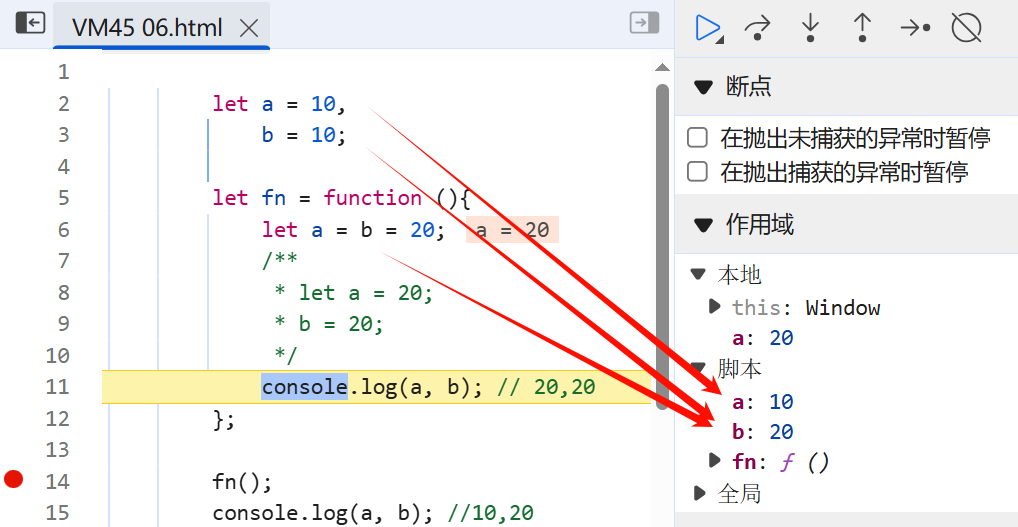 VM45 06.html
1
2 let a = 10,
3 b = 10;
4
5 let fn = function (){
6 let a = b = 20; a = 20
7 /**
8 * let a = 20;
9 * b = 20;
10 */
11 console.log(a, b); // 20,20
12 };
13
14 fn();
15 console.log(a, b); //10,20
断点
在抛出未捕获的异常时暂停
在抛出捕获的异常时暂停
作用域
本地
this: Window
a: 20
脚本
a: 10
b: 20
fn: ƒ ()
全局